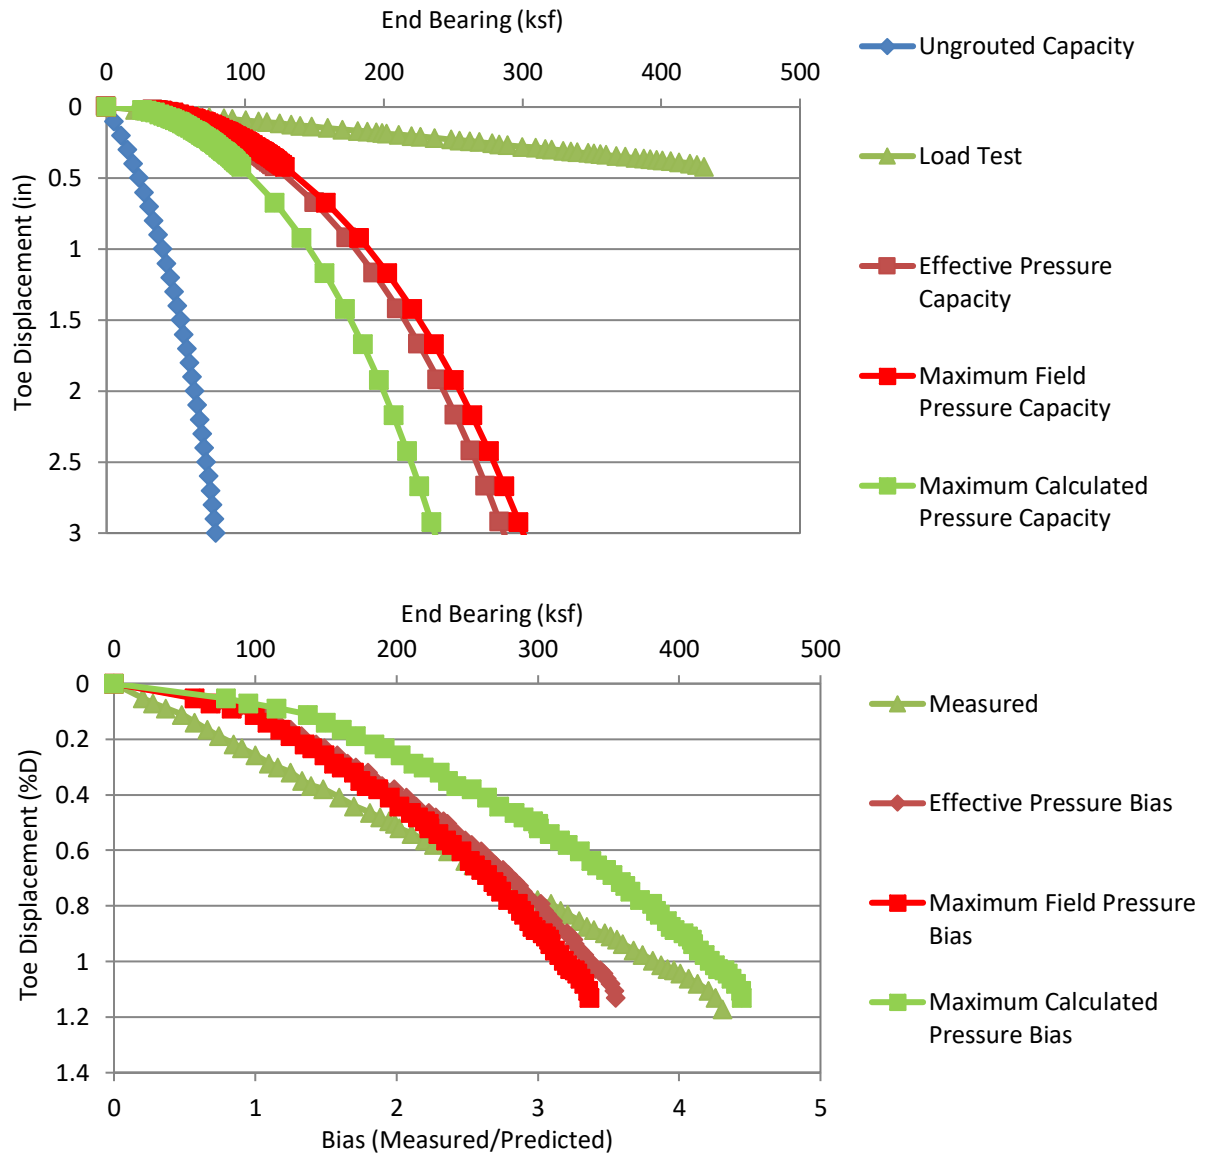 End Bearing (ksf)
0 100 200 300 400 500
0
0.5
1
1.5
2
2.5
3
Toe Displacement (in)
Ungrouted Capacity
Load Test
Effective Pressure
Capacity
Maximum Field
Pressure Capacity
Maximum Calculated
Pressure Capacity
End Bearing (ksf)
0 100 200 300 400 500
0
0.2
0.4
0.6
0.8
1
1.2
1.4
Toe Displacement (%D)
0 1 2 3 4 5
Bias (Measured/Predicted)
Measured
Effective Pressure Bias
Maximum Field Pressure
Bias
Maximum Calculated
Pressure Bias